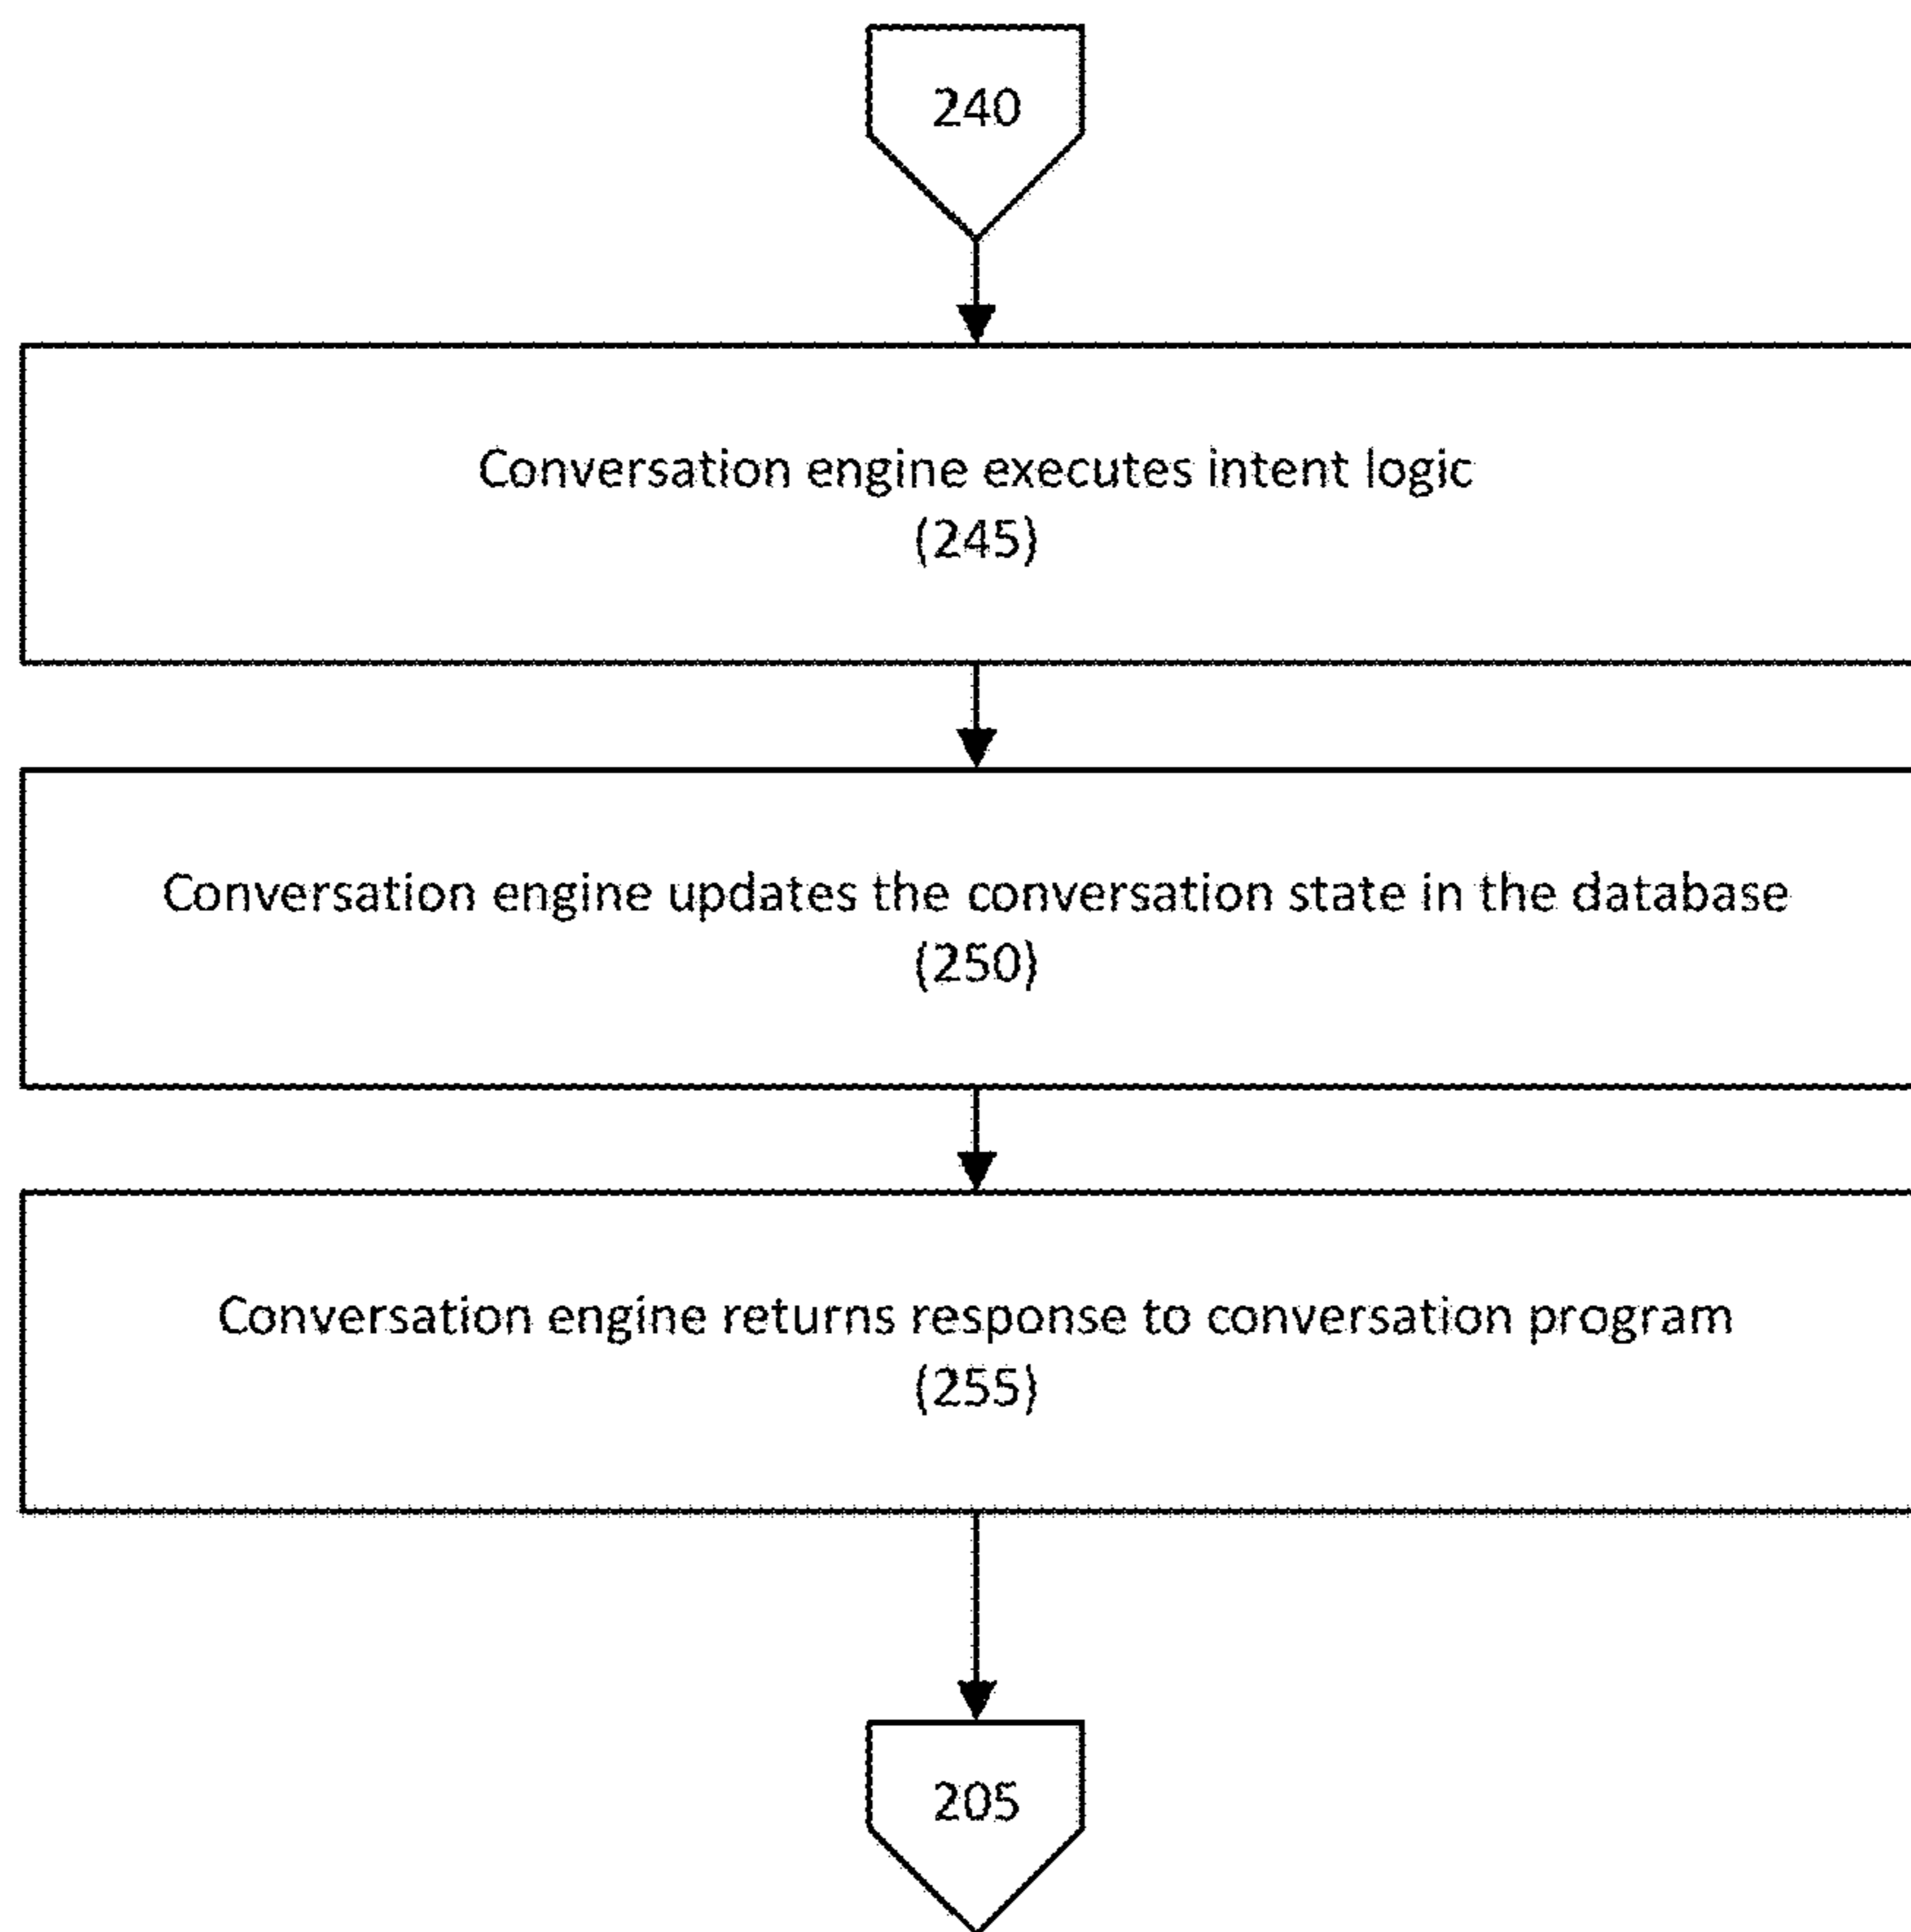 240
Conversation engine executes intent logic
(245)
Conversation engine updates the conversation state in the database
(250)
Conversation engine returns response to conversation program
(255)
205